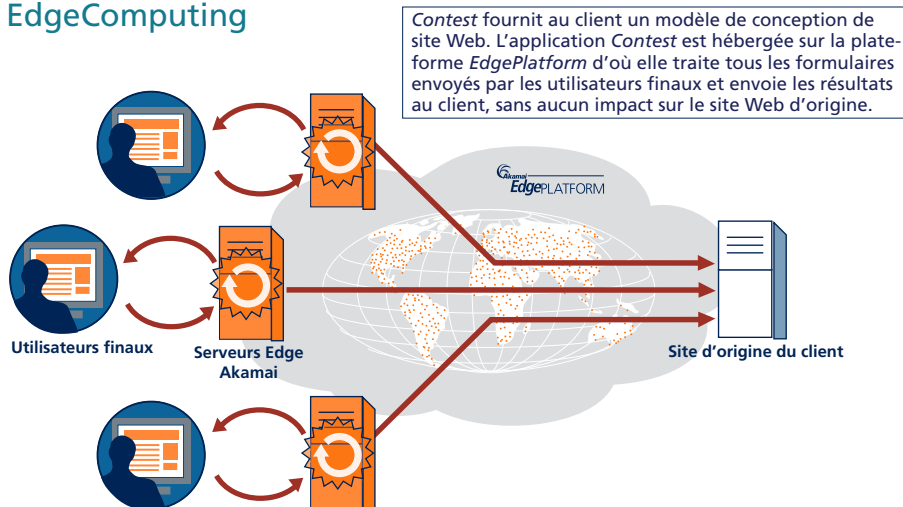 EdgeComputing
Contest fournit au client un modèle de conception de
site Web. L’application Contest est hébergée sur la plate-
forme EdgePlatform d’où elle traite tous les formulaires
envoyés par les utilisateurs finaux et envoie les résultats
au client, sans aucun impact sur le site Web d’origine.
Akamai
EdgePLATFORM
Utilisateurs finaux
Serveurs Edge
Akamai
Site d’origine du client